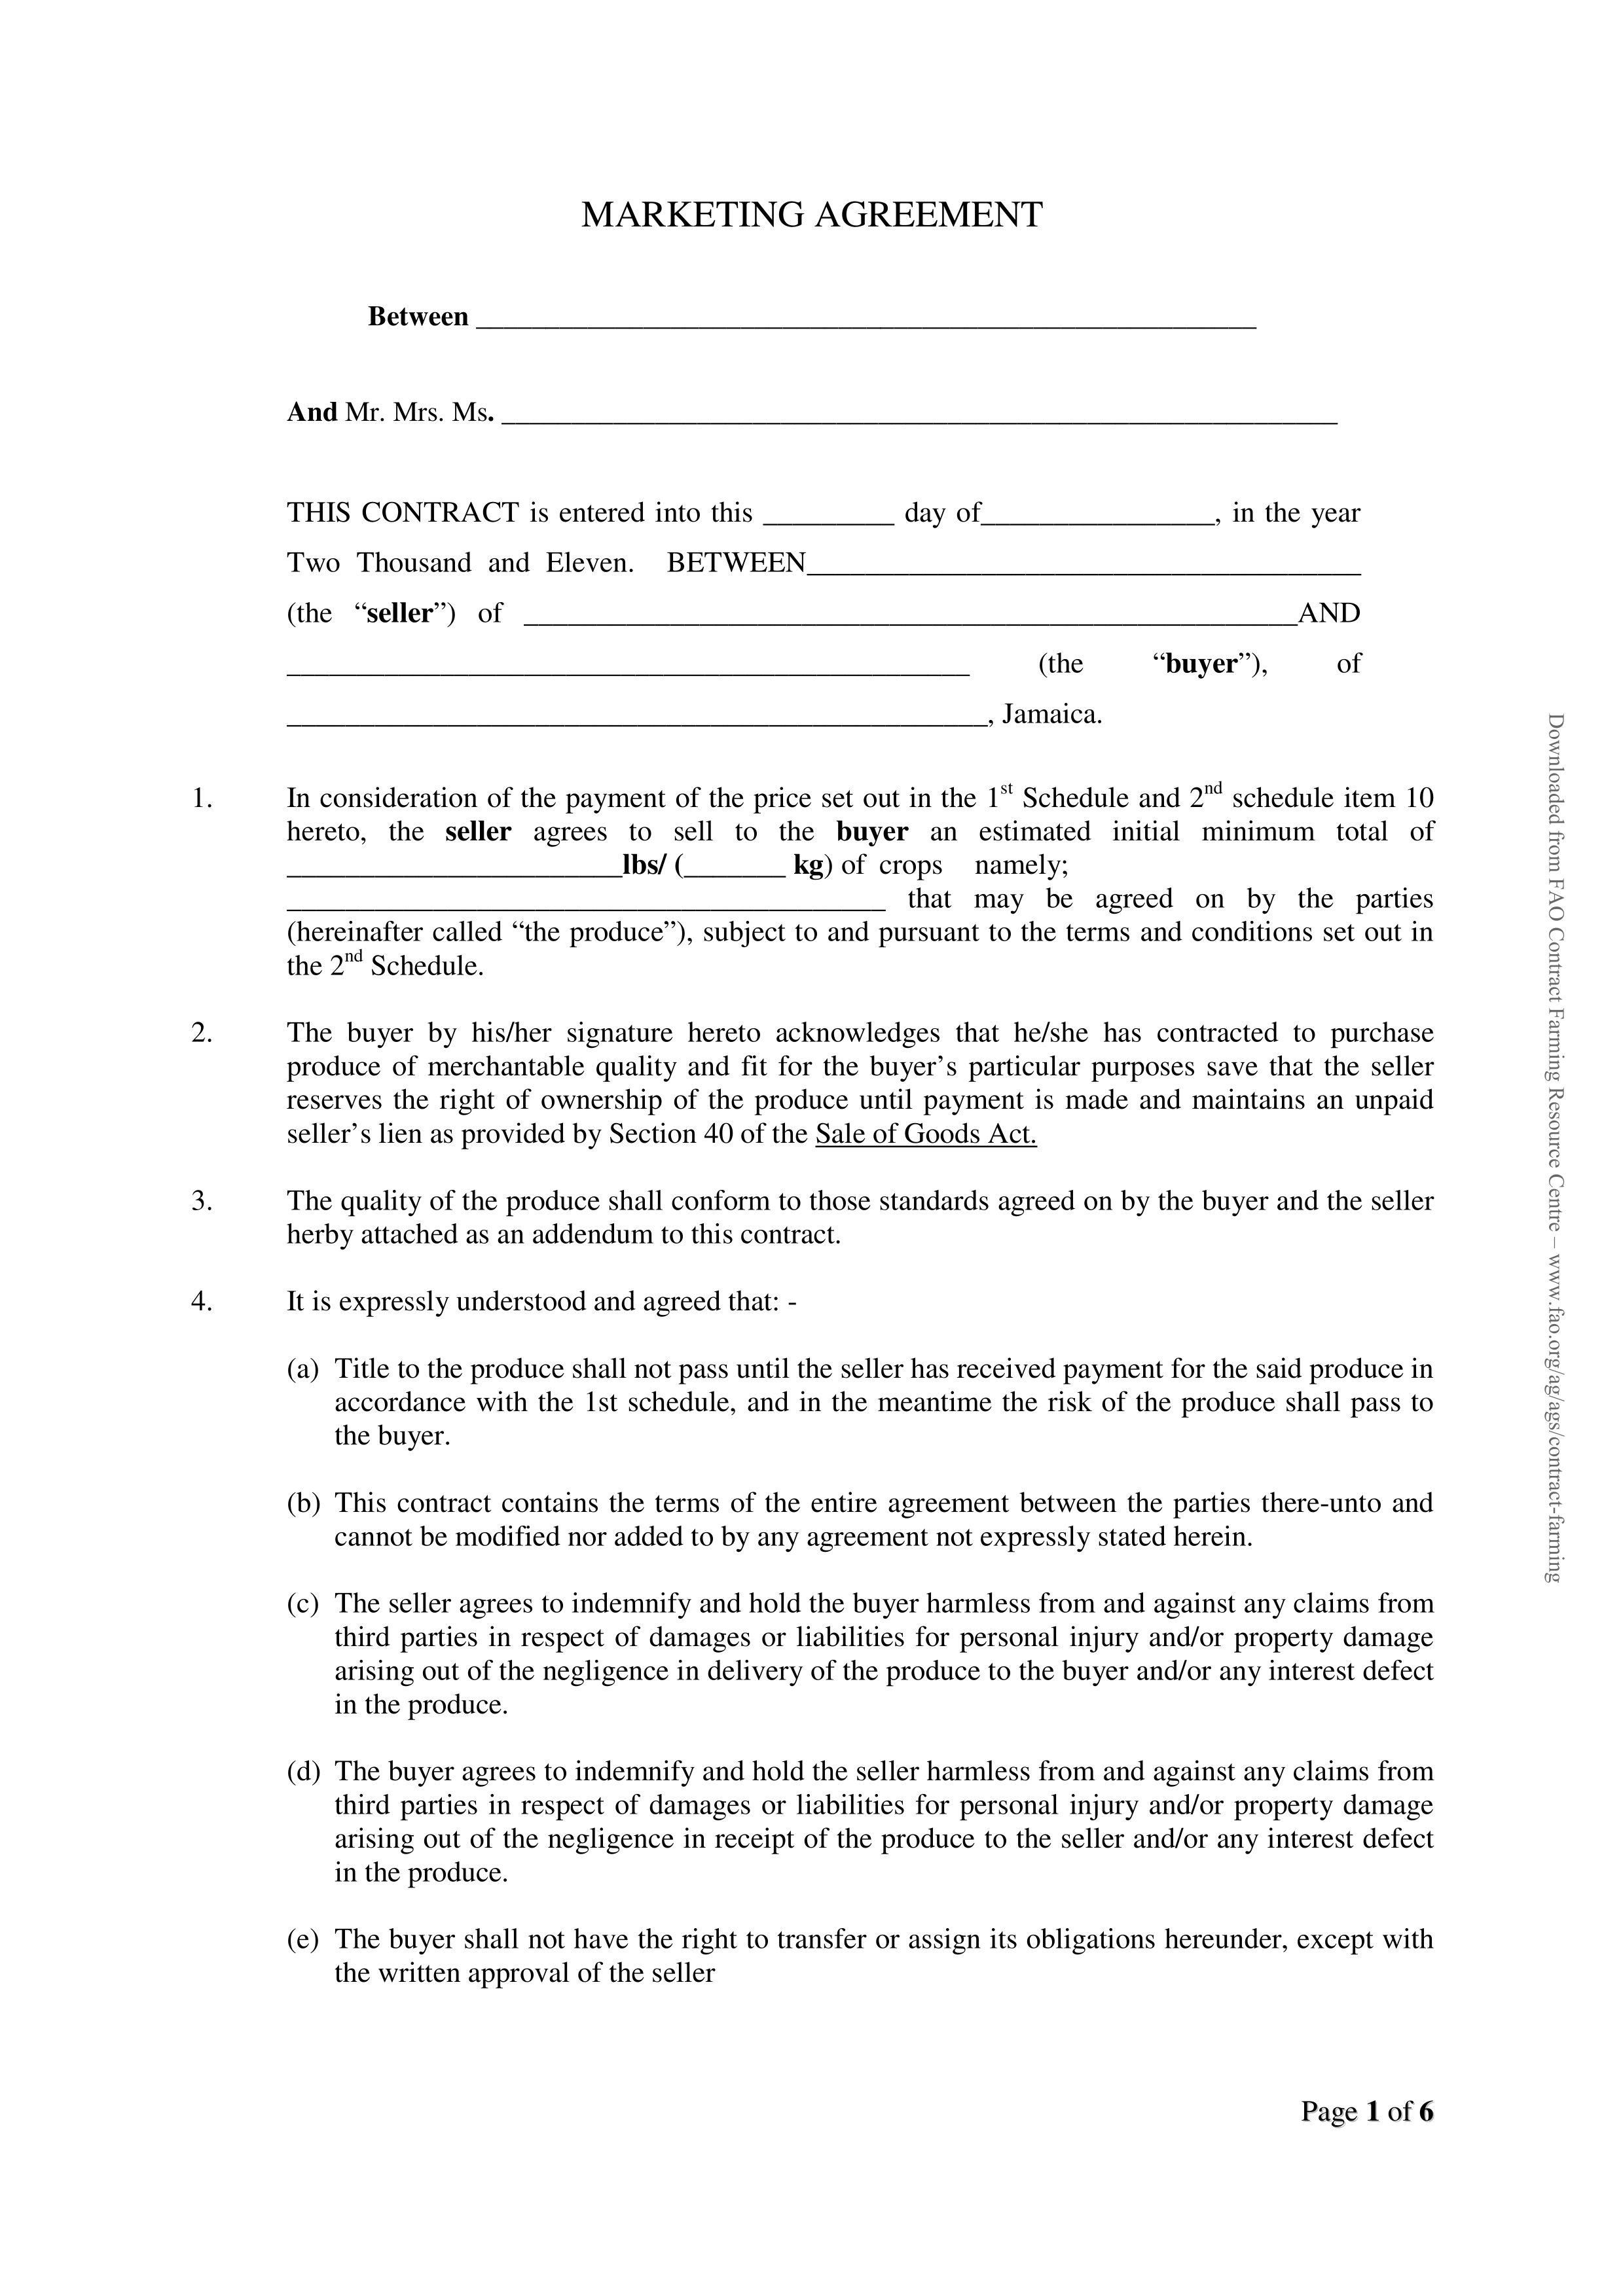 MARKETING AGREEMENT
Between ________________________________________________________
And Mr. Mrs. Ms. ____________________________________________________________
THIS CONTRACT is entered into this _________ day of________________, in the year
Two Thousand and Eleven. BETWEEN______________________________________
(the “seller”) of _____________________________________________________AND
_______________________________________________ (the “buyer”), of
________________________________________________, Jamaica.
1. In consideration of the payment of the price set out in the 1st Schedule and 2nd schedule item 10
hereto, the seller agrees to sell to the buyer an estimated initial minimum total of
_______________________lbs/ (_______ kg) of crops namely;
_________________________________________ that may be agreed on by the parties
(hereinafter called “the produce”), subject to and pursuant to the terms and conditions set out in
the 2nd Schedule.
2. The buyer by his/her signature hereto acknowledges that he/she has contracted to purchase
produce of merchantable quality and fit for the buyer’s particular purposes save that the seller
reserves the right of ownership of the produce until payment is made and maintains an unpaid
seller’s lien as provided by Section 40 of the Sale of Goods Act.
3. The quality of the produce shall conform to those standards agreed on by the buyer and the seller
herby attached as an addendum to this contract.
4. It is expressly understood and agreed that: -
(a) Title to the produce shall not pass until the seller has received payment for the said produce in
accordance with the 1st schedule, and in the meantime the risk of the produce shall pass to
the buyer.
(b) This contract contains the terms of the entire agreement between the parties there-unto and
cannot be modified nor added to by any agreement not expressly stated herein.
(c) The seller agrees to indemnify and hold the buyer harmless from and against any claims from
third parties in respect of damages or liabilities for personal injury and/or property damage
arising out of the negligence in delivery of the produce to the buyer and/or any interest defect
in the produce.
(d) The buyer agrees to indemnify and hold the seller harmless from and against any claims from
third parties in respect of damages or liabilities for personal injury and/or property damage
arising out of the negligence in receipt of the produce to the seller and/or any interest defect
in the produce.
(e) The buyer shall not have the right to transfer or assign its obligations hereunder, except with
the written approval of the seller
Page 1 of 6
Downloaded from FAO Contract Farming Resource Centre – www.fao.org/ag/ags/contract-farming